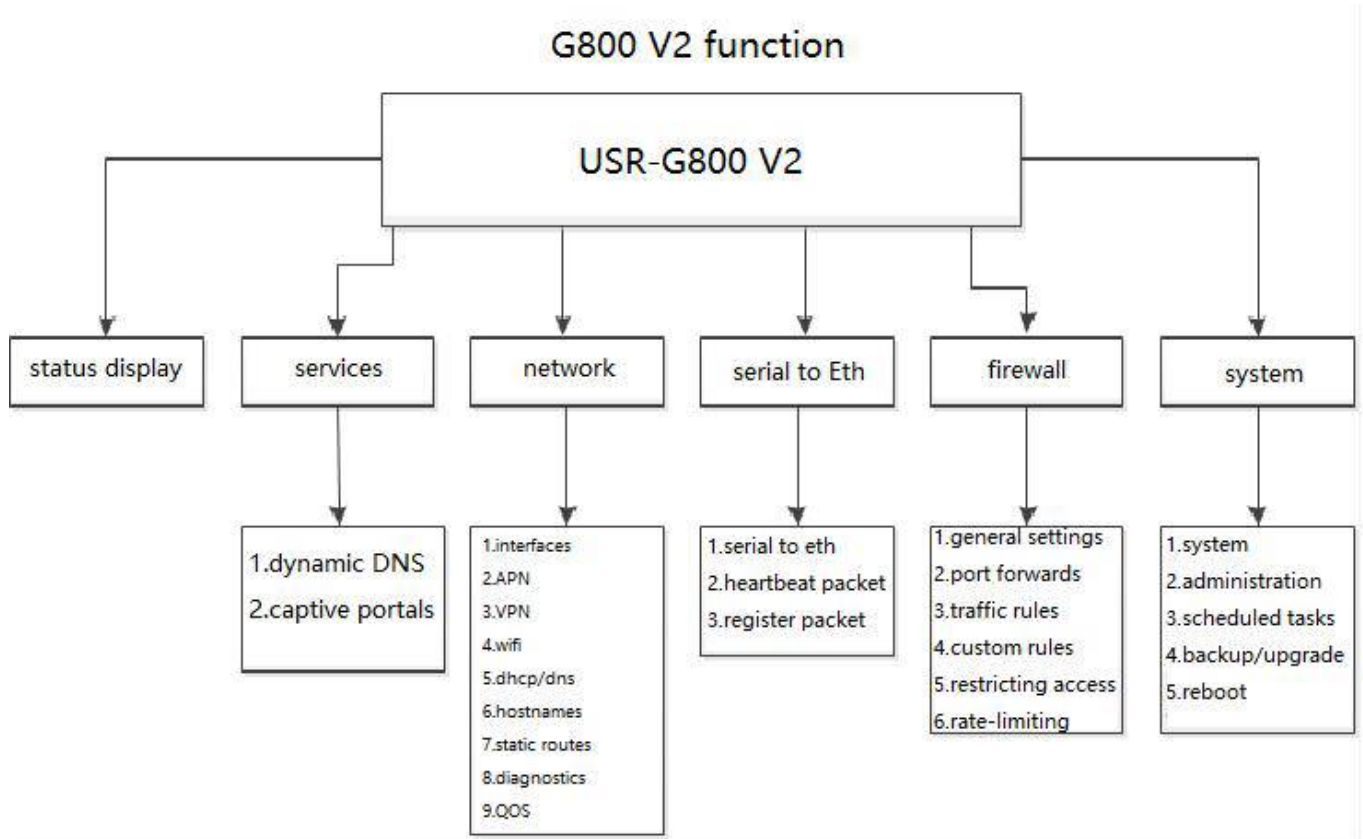 G800 V2 function
USR-G800 V2
status display
services
network
serial to Eth
firewall
system
1.dynamic DNS
2.captive portals
1.interfaces
2.APN
3.VPN
4.wifi
5.dhcp/dns
6.hostnames
7.static routes
8.diagnostics
9.QOS
1.serial to eth
2.heartbeat packet
3.register packet
1.general settings
2.port forwards
3.traffic rules
4.custom rules
5.restricting access
6.rate-limiting
1.system
2.administration
3.scheduled tasks
4.backup/upgrade
5.reboot